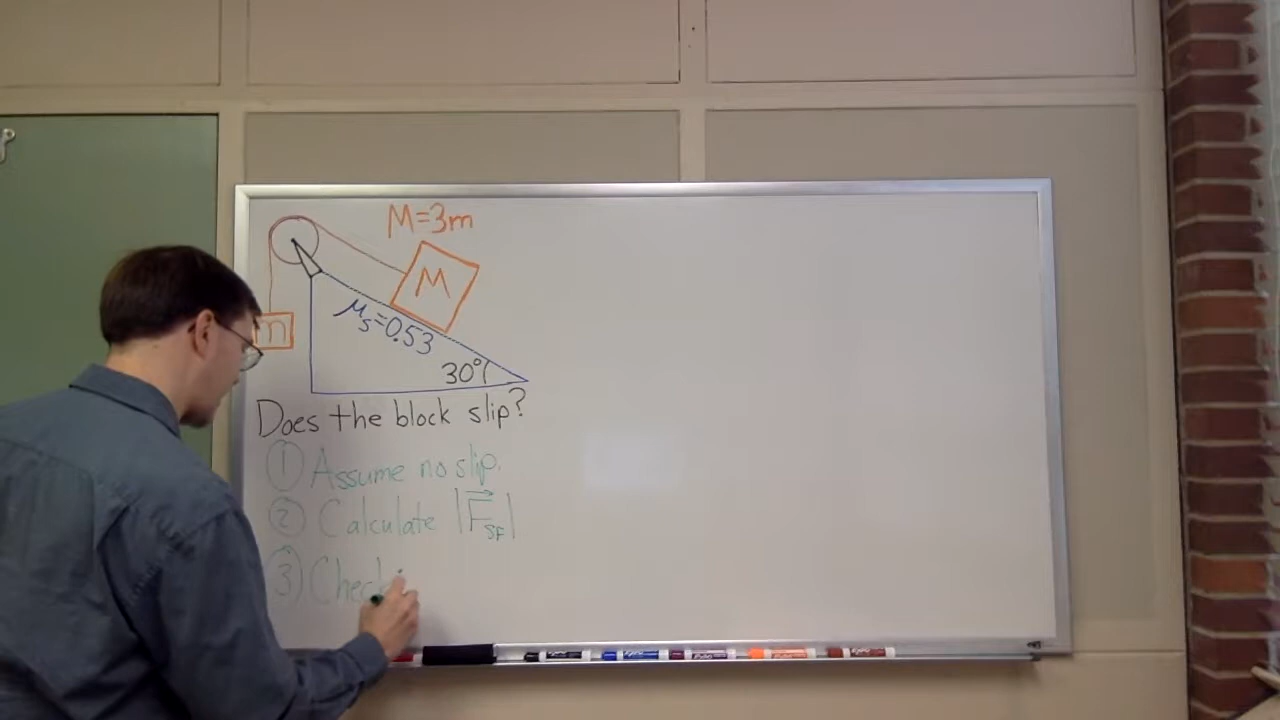 M=3m
M
m
μs=0.53
30°
Does the block slip?
① Assume no slip.
② Calculate |F⃗SF|
③ Check